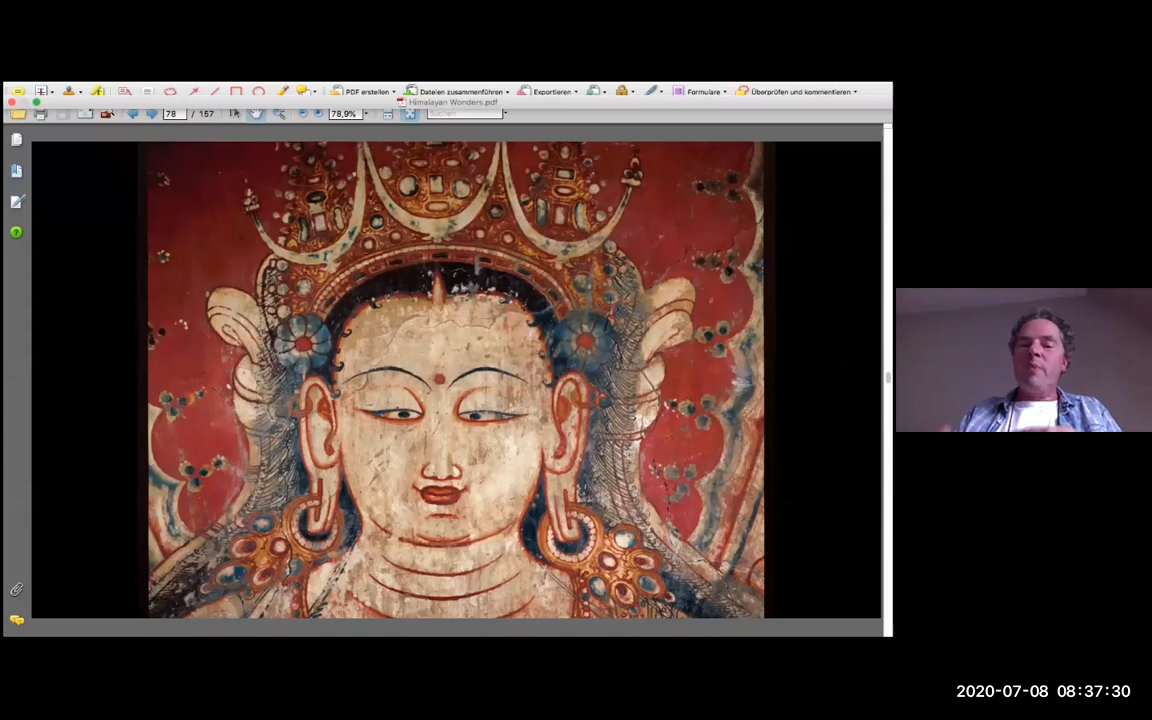 PDF erstellen Dateien zusammenführen Exportieren Formulare Überprüfen und kommentieren
Himalayan Wonders.pdf
78 / 157 78,9%
2020-07-08 08:37:30